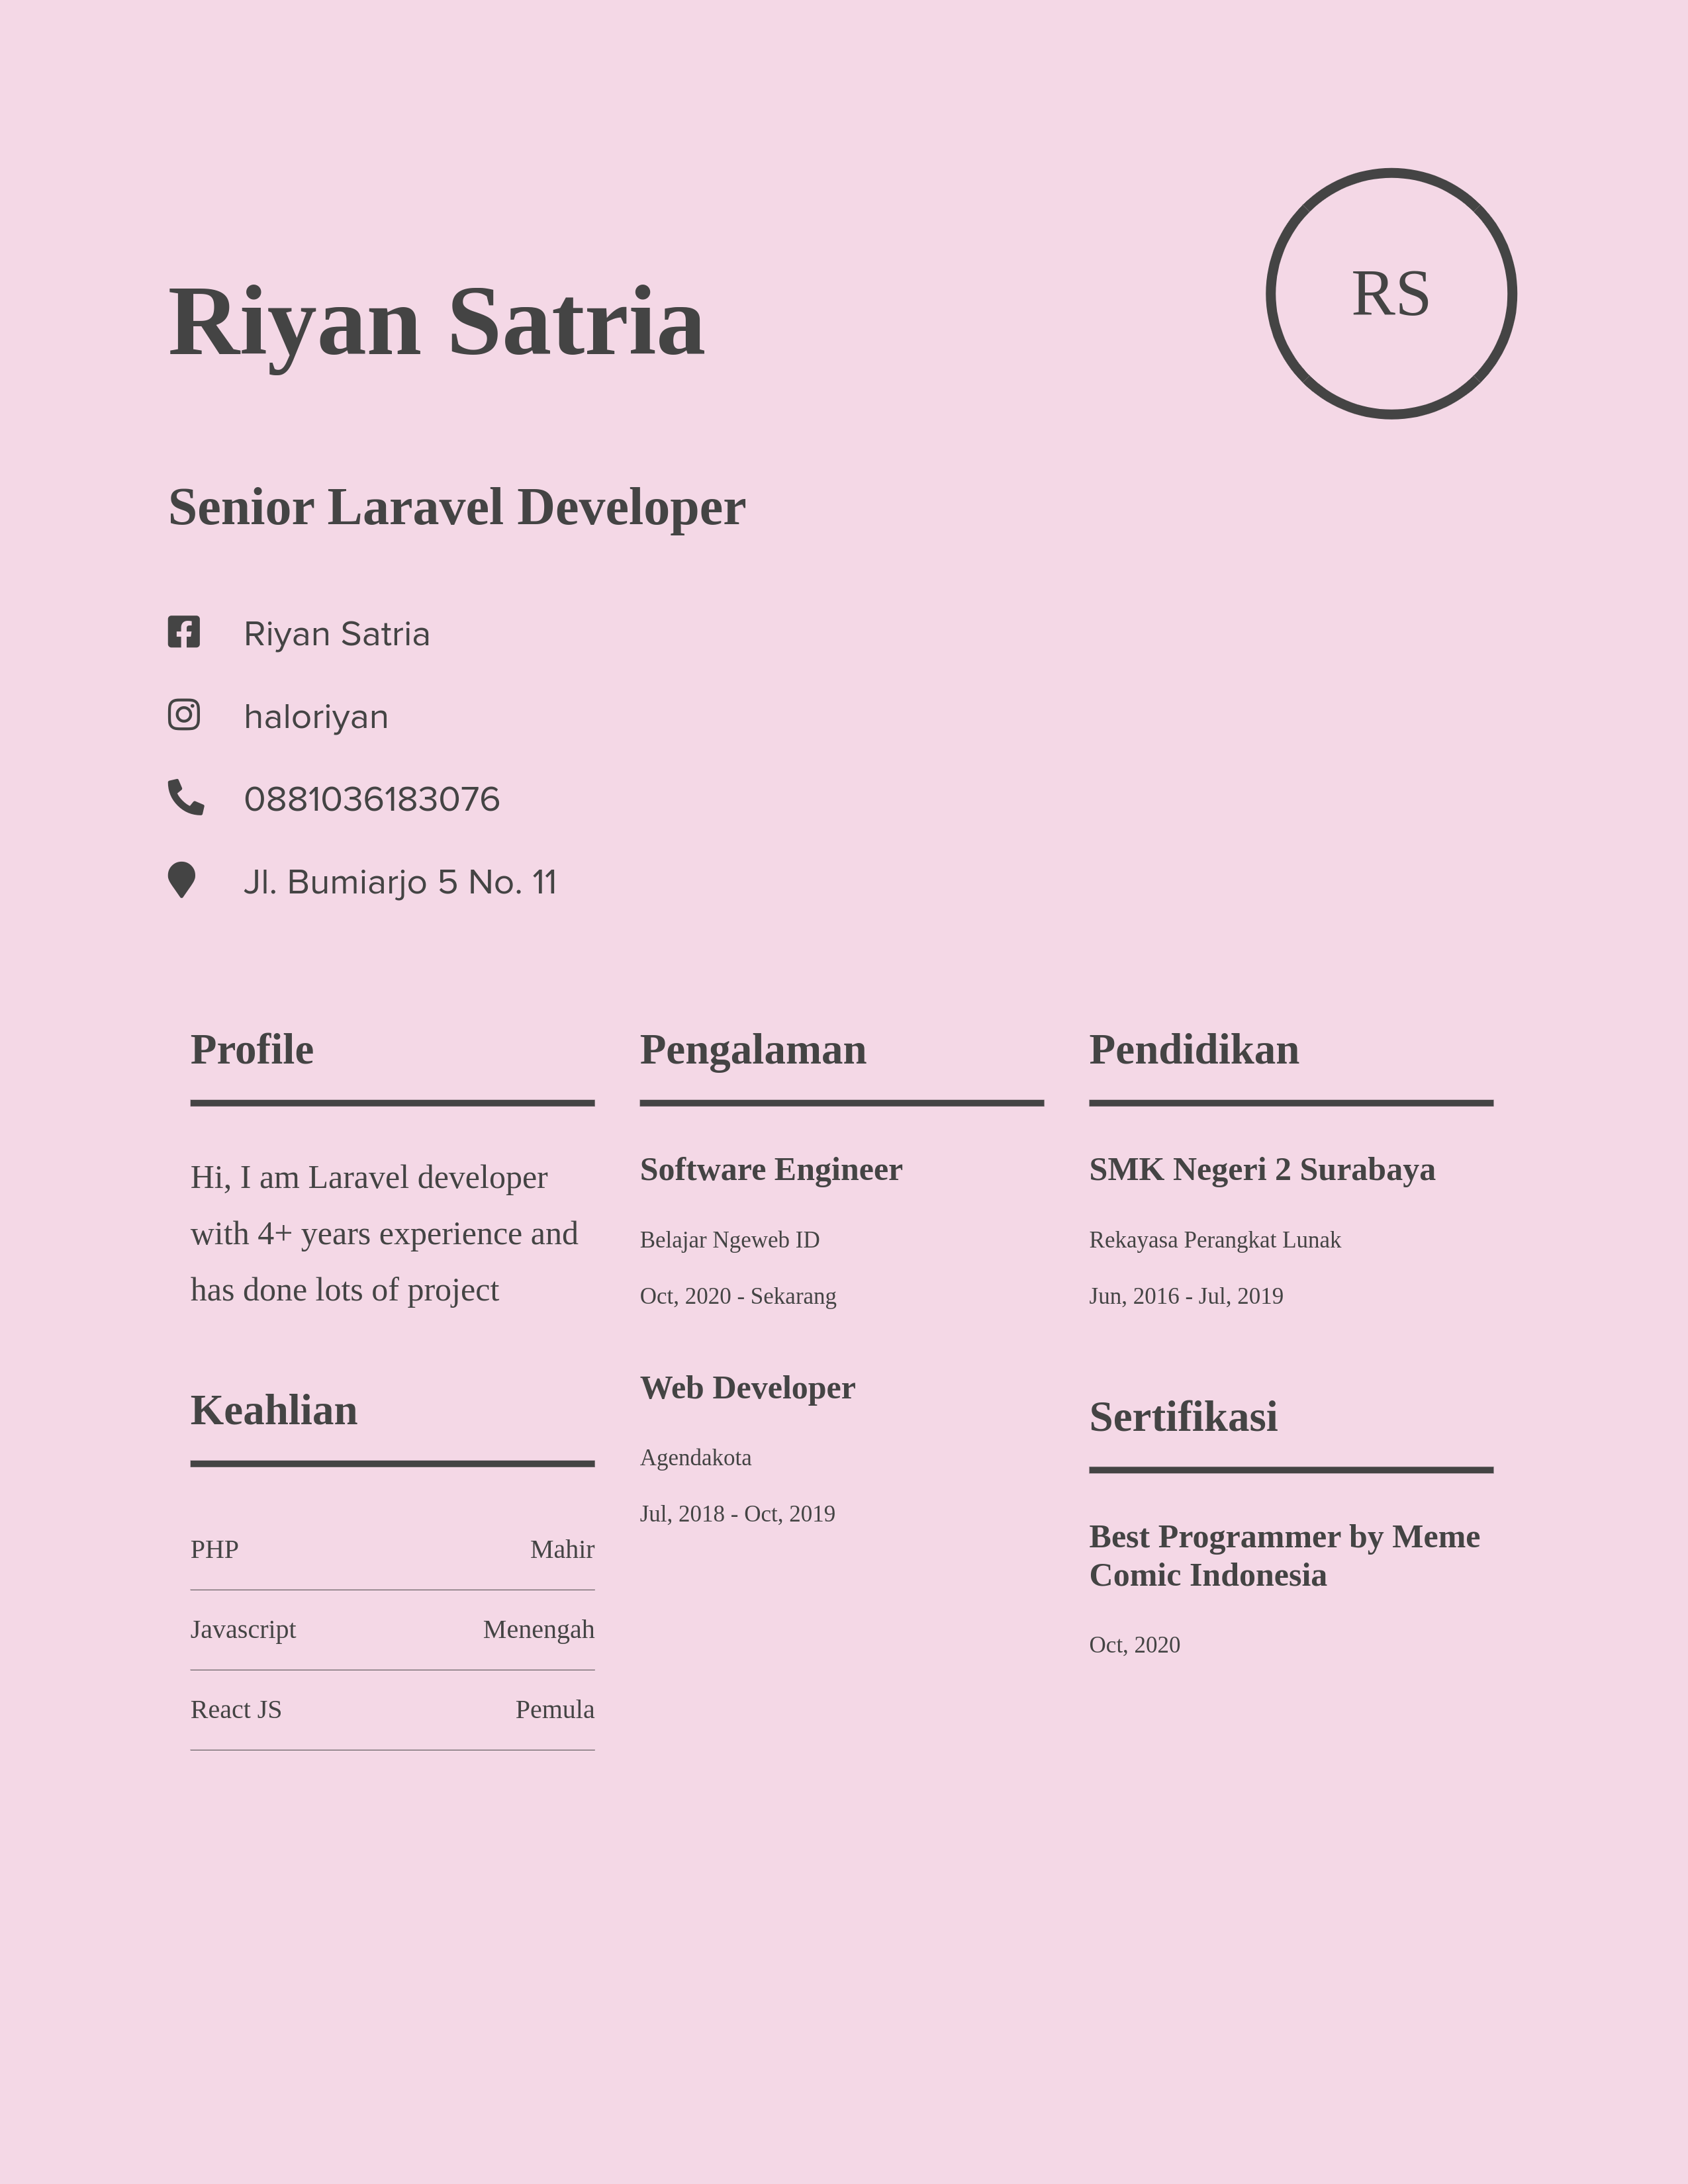 Riyan Satria
RS
Senior Laravel Developer
Riyan Satria
haloriyan
0881036183076
Jl. Bumiarjo 5 No. 11
Profile
Hi, I am Laravel developer
with 4+ years experience and
has done lots of project
Keahlian
PHP Mahir
Javascript Menengah
React JS Pemula
Pengalaman
Software Engineer
Belajar Ngeweb ID
Oct, 2020 - Sekarang
Web Developer
Agendakota
Jul, 2018 - Oct, 2019
Pendidikan
SMK Negeri 2 Surabaya
Rekayasa Perangkat Lunak
Jun, 2016 - Jul, 2019
Sertifikasi
Best Programmer by Meme
Comic Indonesia
Oct, 2020